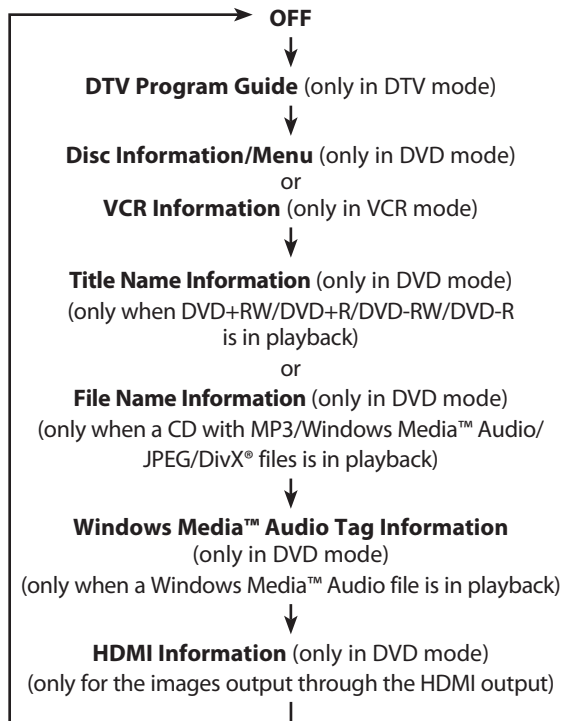 OFF
DTV Program Guide (only in DTV mode)
Disc Information/Menu (only in DVD mode)
or
VCR Information (only in VCR mode)
Title Name Information (only in DVD mode)
(only when DVD+RW/DVD+R/DVD-RW/DVD-R
is in playback)
or
File Name Information (only in DVD mode)
(only when a CD with MP3/Windows Media™ Audio/
JPEG/DivX® files is in playback)
Windows Media™ Audio Tag Information
(only in DVD mode)
(only when a Windows Media™ Audio file is in playback)
HDMI Information (only in DVD mode)
(only for the images output through the HDMI output)